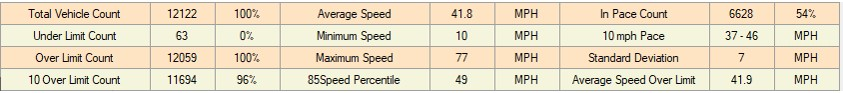 Total Vehicle Count 12122 100% Average Speed 41.8 MPH In Pace Count 6628 54%
Under Limit Count 63 0% Minimum Speed 10 MPH 10 mph Pace 37 - 46 MPH
Over Limit Count 12059 100% Maximum Speed 77 MPH Standard Deviation 7 MPH
10 Over Limit Count 11694 96% 85Speed Percentile 49 MPH Average Speed Over Limit 41.9 MPH